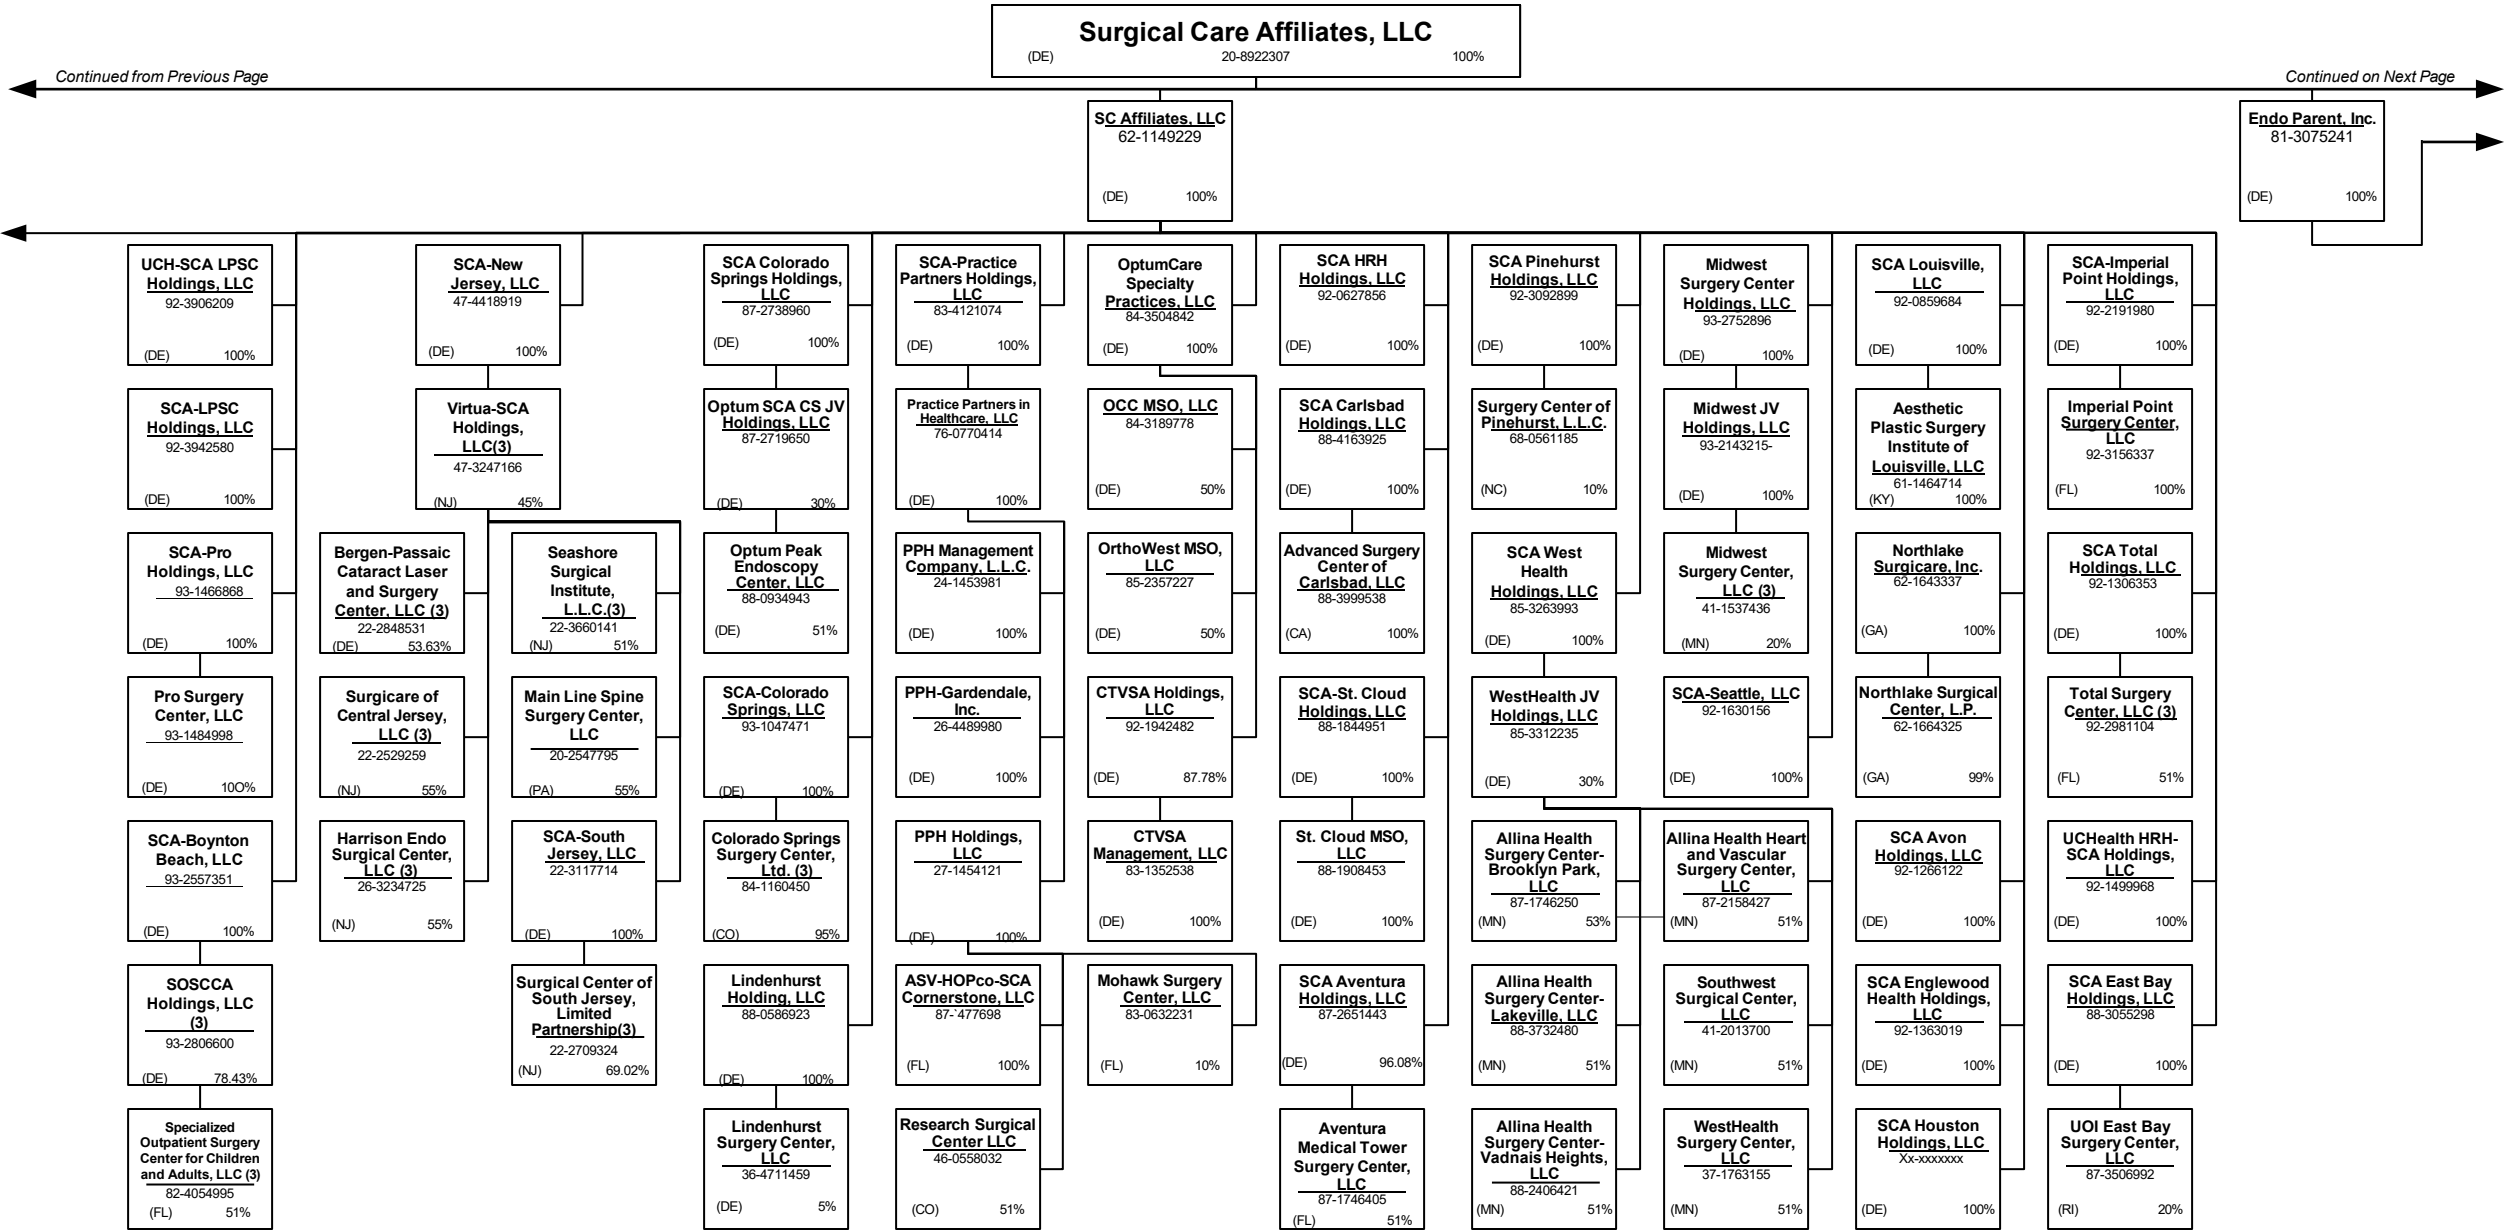 Surgical Care Affiliates, LLC
(DE) 20-8922307 100%
Continued from Previous Page
Continued on Next Page
SC Affiliates, LLC
62-1149229
(DE) 100%
Endo Parent, Inc.
81-3075241
(DE) 100%
UCH-SCA LPSC
Holdings, LLC
92-3906209
(DE) 100%
SCA-New
Jersey, LLC
47-4418919
(DE) 100%
SCA Colorado
Springs Holdings,
LLC
87-2738960
(DE) 100%
SCA-Practice
Partners Holdings,
LLC
83-4121074
(DE) 100%
OptumCare
Specialty
Practices, LLC
84-3504842
(DE) 100%
SCA HRH
Holdings, LLC
92-0627856
(DE) 100%
SCA Pinehurst
Holdings, LLC
92-3092899
(DE) 100%
Midwest
Surgery Center
Holdings, LLC
93-2752896
(DE) 100%
SCA Louisville,
LLC
92-0859684
(DE) 100%
SCA-Imperial
Point Holdings,
LLC
92-2191980
(DE) 100%
SCA-LPSC
Holdings, LLC
92-3942580
(DE) 100%
Virtua-SCA
Holdings,
LLC(3)
47-3247166
(NJ) 45%
Optum SCA CS JV
Holdings, LLC
87-2719650
(DE) 30%
Practice Partners in
Healthcare, LLC
76-0770414
(DE) 100%
OCC MSO, LLC
84-3189778
(DE) 50%
SCA Carlsbad
Holdings, LLC
88-4163925
(DE) 100%
Surgery Center of
Pinehurst, L.L.C.
68-0561185
(NC) 10%
Midwest JV
Holdings, LLC
93-2143215-
(DE) 100%
Aesthetic
Plastic Surgery
Institute of
Louisville, LLC
61-1464714
(KY) 100%
Imperial Point
Surgery Center,
LLC
92-3156337
(FL) 100%
SCA-Pro
Holdings, LLC
93-1466868
(DE) 100%
Bergen-Passaic
Cataract Laser
and Surgery
Center, LLC (3)
22-2848531
(DE) 53.63%
Seashore
Surgical
Institute,
L.L.C.(3)
22-3660141
(NJ) 51%
Optum Peak
Endoscopy
Center, LLC
88-0934943
(DE) 51%
PPH Management
Company, L.L.C.
24-1453981
(DE) 100%
OrthoWest MSO,
LLC
85-2357227
(DE) 50%
Advanced Surgery
Center of
Carlsbad, LLC
88-3999538
(CA) 100%
SCA West
Health
Holdings, LLC
85-3263993
(DE) 100%
Midwest
Surgery Center,
LLC (3)
41-1537436
(MN) 20%
Northlake
Surgicare, Inc.
62-1643337
(GA) 100%
SCA Total
Holdings, LLC
92-1306353
(DE) 100%
Pro Surgery
Center, LLC
93-1484998
(DE) 10O%
Surgicare of
Central Jersey,
LLC (3)
22-2529259
(NJ) 55%
Main Line Spine
Surgery Center,
LLC
20-2547795
(PA) 55%
SCA-Colorado
Springs, LLC
93-1047471
(DE) 100%
PPH-Gardendale,
Inc.
26-4489980
(DE) 100%
CTVSA Holdings,
LLC
92-1942482
(DE) 87.78%
SCA-St. Cloud
Holdings, LLC
88-1844951
(DE) 100%
WestHealth JV
Holdings, LLC
85-3312235
(DE) 30%
SCA-Seattle, LLC
92-1630156
(DE) 100%
Northlake Surgical
Center, L.P.
62-1664325
(GA) 99%
Total Surgery
Center, LLC (3)
92-2981104
(FL) 51%
SCA-Boynton
Beach, LLC
93-2557351
(DE) 100%
Harrison Endo
Surgical Center,
LLC (3)
26-3234725
(NJ) 55%
SCA-South
Jersey, LLC
22-3117714
(DE) 100%
Colorado Springs
Surgery Center,
Ltd. (3)
84-1160450
(CO) 95%
PPH Holdings,
LLC
27-1454121
(DE) 100%
CTVSA
Management, LLC
83-1352538
(DE) 100%
St. Cloud MSO,
LLC
88-1908453
(DE) 100%
Allina Health
Surgery Center-
Brooklyn Park,
LLC
87-1746250
(MN) 53%
Allina Health Heart
and Vascular
Surgery Center,
LLC
87-2158427
(MN) 51%
SCA Avon
Holdings, LLC
92-1266122
(DE) 100%
UCHealth HRH-
SCA Holdings,
LLC
92-1499968
(DE) 100%
SOSCCA
Holdings, LLC
(3)
93-2806600
(DE) 78.43%
Surgical Center of
South Jersey,
Limited
Partnership(3)
22-2709324
(NJ) 69.02%
Lindenhurst
Holding, LLC
88-0586923
(DE) 100%
ASV-HOPco-SCA
Cornerstone, LLC
87-`477698
(FL) 100%
Mohawk Surgery
Center, LLC
83-0632231
(FL) 10%
SCA Aventura
Holdings, LLC
87-2651443
(DE) 96.08%
Allina Health
Surgery Center-
Lakeville, LLC
88-3732480
(MN) 51%
Southwest
Surgical Center,
LLC
41-2013700
(MN) 51%
SCA Englewood
Health Holdings,
LLC
92-1363019
(DE) 100%
SCA East Bay
Holdings, LLC
88-3055298
(DE) 100%
Specialized
Outpatient Surgery
Center for Children
and Adults, LLC (3)
82-4054995
(FL) 51%
Lindenhurst
Surgery Center,
LLC
36-4711459
(DE) 5%
Research Surgical
Center LLC
46-0558032
(CO) 51%
Aventura
Medical Tower
Surgery Center,
LLC
87-1746405
(FL) 51%
Allina Health
Surgery Center-
Vadnais Heights,
LLC
88-2406421
(MN) 51%
WestHealth
Surgery Center,
LLC
37-1763155
(MN) 51%
SCA Houston
Holdings, LLC
Xx-xxxxxxx
(DE) 100%
UOI East Bay
Surgery Center,
LLC
87-3506992
(RI) 20%